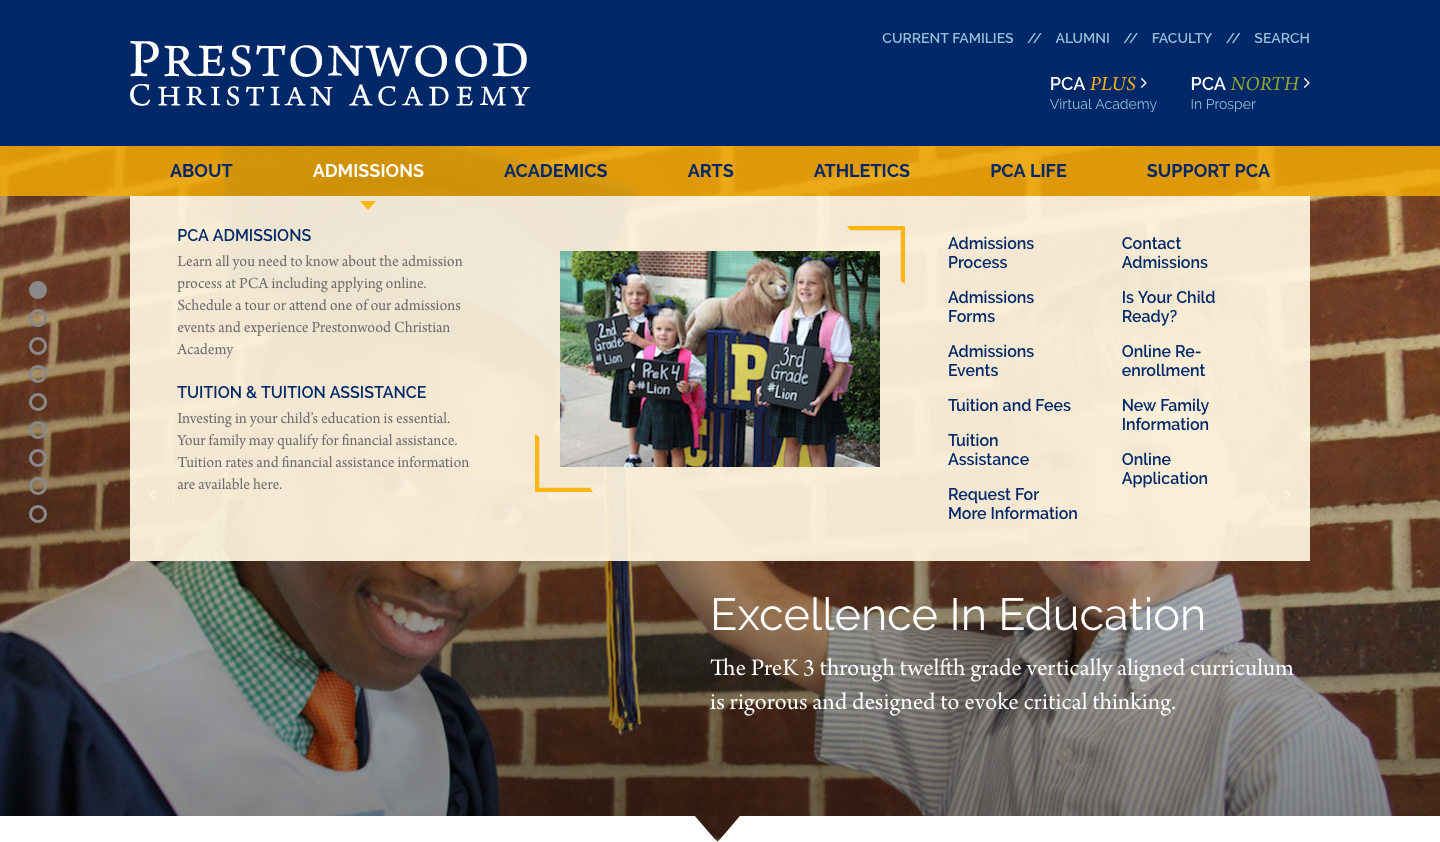 PRESTONWOOD
CHRISTIAN ACADEMY
CURRENT FAMILIES // ALUMNI // FACULTY // SEARCH
PCA PLUS
Virtual Academy
PCA NORTH
In Prosper
ABOUT ADMISSIONS ACADEMICS ARTS ATHLETICS PCA LIFE SUPPORT PCA
PCA ADMISSIONS
Learn all you need to know about the admission
process at PCA including applying online.
Schedule a tour or attend one of our admissions
events and experience Prestonwood Christian
Academy
TUITION & TUITION ASSISTANCE
Investing in your child's education is essential.
Your family may qualify for financial assistance.
Tuition rates and financial assistance information
are available here.
2nd
Grade
#Lion
PreK 4
#Lion
P
3rd
Grade
#Lion
Admissions
Process
Admissions
Forms
Admissions
Events
Tuition and Fees
Tuition
Assistance
Request For
More Information
Contact
Admissions
Is Your Child
Ready?
Online Re-
enrollment
New Family
Information
Online
Application
Excellence In Education
The PreK 3 through twelfth grade vertically aligned curriculum
is rigorous and designed to evoke critical thinking.